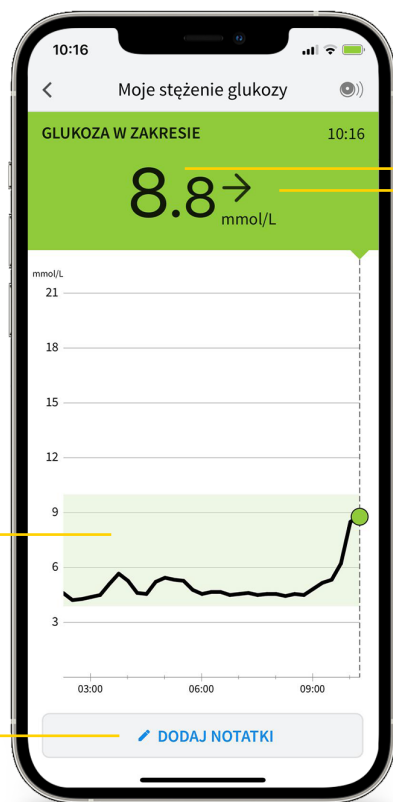 10:16
Moje stężenie glukozy
GLUKOZA W ZAKRESIE 10:16
8.8
mmol/L
mmol/L
21
18
15
12
9
6
3
03:00 06:00 09:00
DODAJ NOTATKI